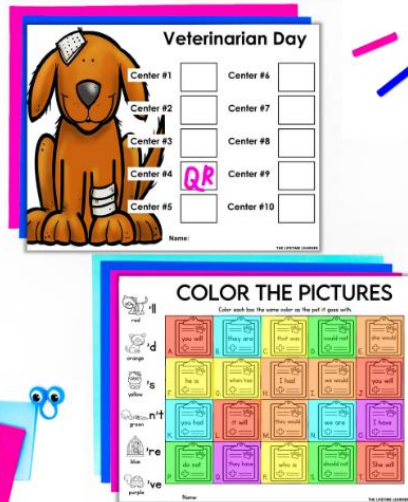 Veterinarian Day
Center #1 Center #6
Center #2 Center #7
Center #3 Center #8
Center #4 QR Center #9
Center #5 Center #10
Name:
THE LIFETIME LEARNER
COLOR THE PICTURES
Color each box the same color as the pet it goes with.
'll
red
'd
orange
's
yellow
n't
green
're
blue
've
purple
you will they are that was could not she would
A. B. C. D. E.
he is when has I had we would you will
F. G. H. I. J.
you had it will they would we are I have
K. L. M. N. O.
do not they have who is should not She will
P. Q. R. S. T.
Name:
THE LIFETIME LEARNER